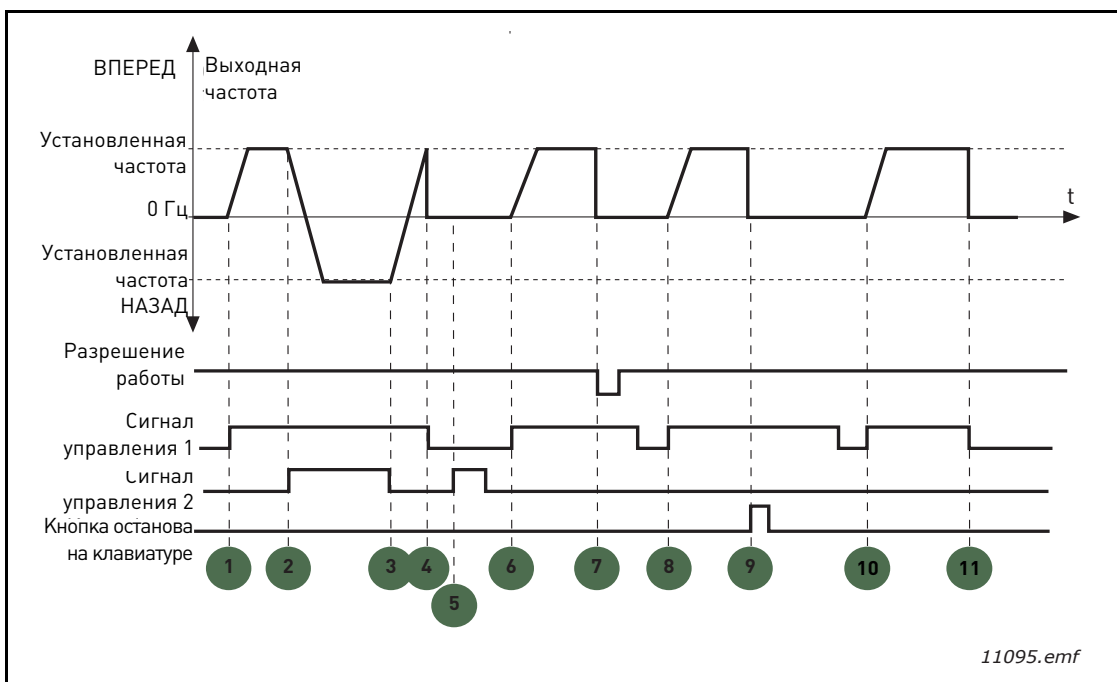 ВПЕРЕД
Выходная
частота
Установленная
частота
0 Гц
t
Установленная
частота
НАЗАД
Разрешение
работы
Сигнал
управления 1
Сигнал
управления 2
Кнопка останова
на клавиатуре
1
2
3
4
5
6
7
8
9
10
11
11095.emf